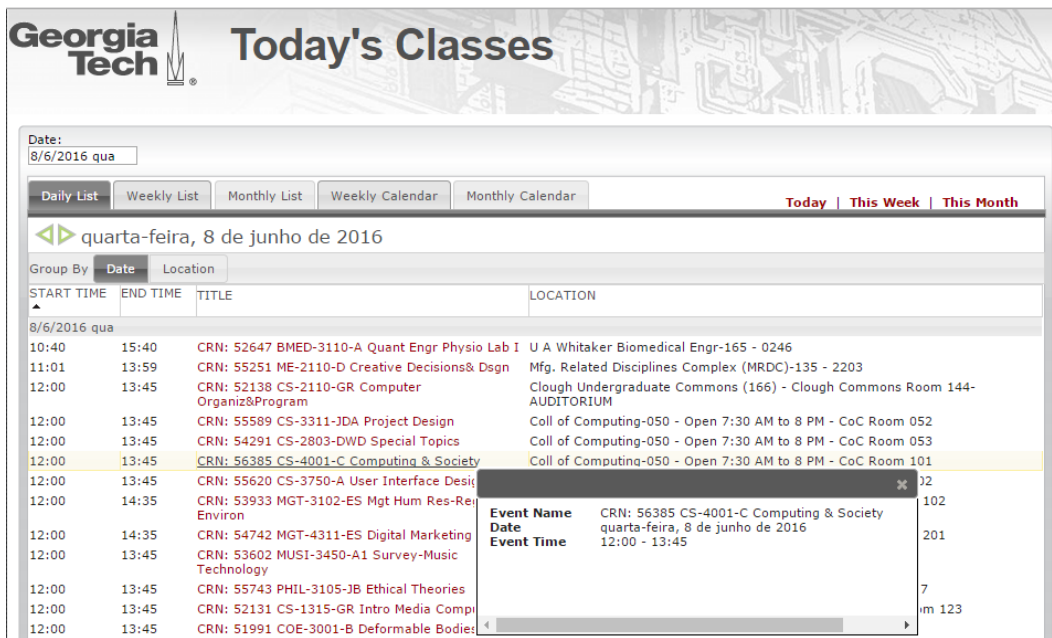 Georgia
Tech
®
Today's Classes
Date:
8/6/2016 qua
Daily List Weekly List Monthly List Weekly Calendar Monthly Calendar
Today | This Week | This Month
quarta-feira, 8 de junho de 2016
Group By Date Location
START TIME END TIME TITLE LOCATION
8/6/2016 qua
10:40 15:40 CRN: 52647 BMED-3110-A Quant Engr Physio Lab I U A Whitaker Biomedical Engr-165 - 0246
11:01 13:59 CRN: 55251 ME-2110-D Creative Decisions& Dsgn Mfg. Related Disciplines Complex (MRDC)-135 - 2203
12:00 13:45 CRN: 52138 CS-2110-GR Computer Clough Undergraduate Commons (166) - Clough Commons Room 144-
Organiz&Program AUDITORIUM
12:00 13:45 CRN: 55589 CS-3311-JDA Project Design Coll of Computing-050 - Open 7:30 AM to 8 PM - CoC Room 052
12:00 13:45 CRN: 54291 CS-2803-DWD Special Topics Coll of Computing-050 - Open 7:30 AM to 8 PM - CoC Room 053
12:00 13:45 CRN: 56385 CS-4001-C Computing & Society Coll of Computing-050 - Open 7:30 AM to 8 PM - CoC Room 101
12:00 13:45 CRN: 55620 CS-3750-A User Interface
12:00 14:35 CRN: 53933 MGT-3102-ES Mgt Hum 102
Environ
12:00 14:35 CRN: 54742 MGT-4311-ES Digital Marketing 201
12:00 13:45 CRN: 53602 MUSI-3450-A1 Survey-Music
Technology
12:00 13:45 CRN: 55743 PHIL-3105-JB Ethical Theories 7
12:00 13:45 CRN: 52131 CS-1315-GR Intro Media 123
12:00 13:45 CRN: 51991 COE-3001-B Deformable Bodies
Event Name CRN: 56385 CS-4001-C Computing & Society
Date quarta-feira, 8 de junho de 2016
Event Time 12:00 - 13:45